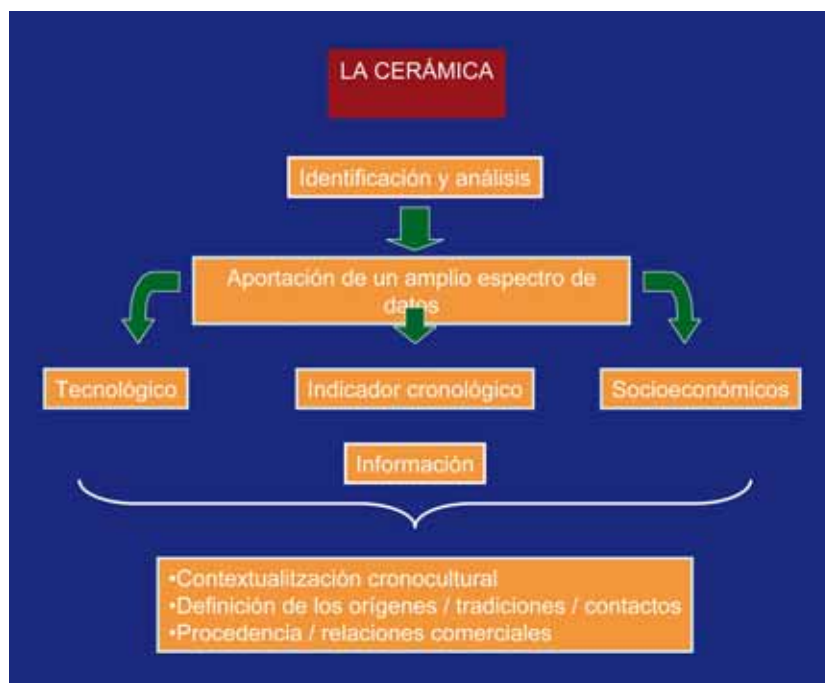 LA CERÁMICA
Identificación y análisis
Aportación de un amplio espectro de
datos
Tecnológico
Indicador cronológico
Socioeconómicos
Información
•Contextualitzación cronocultural
•Definición de los orígenes / tradiciones / contactos
•Procedencia / relaciones comerciales